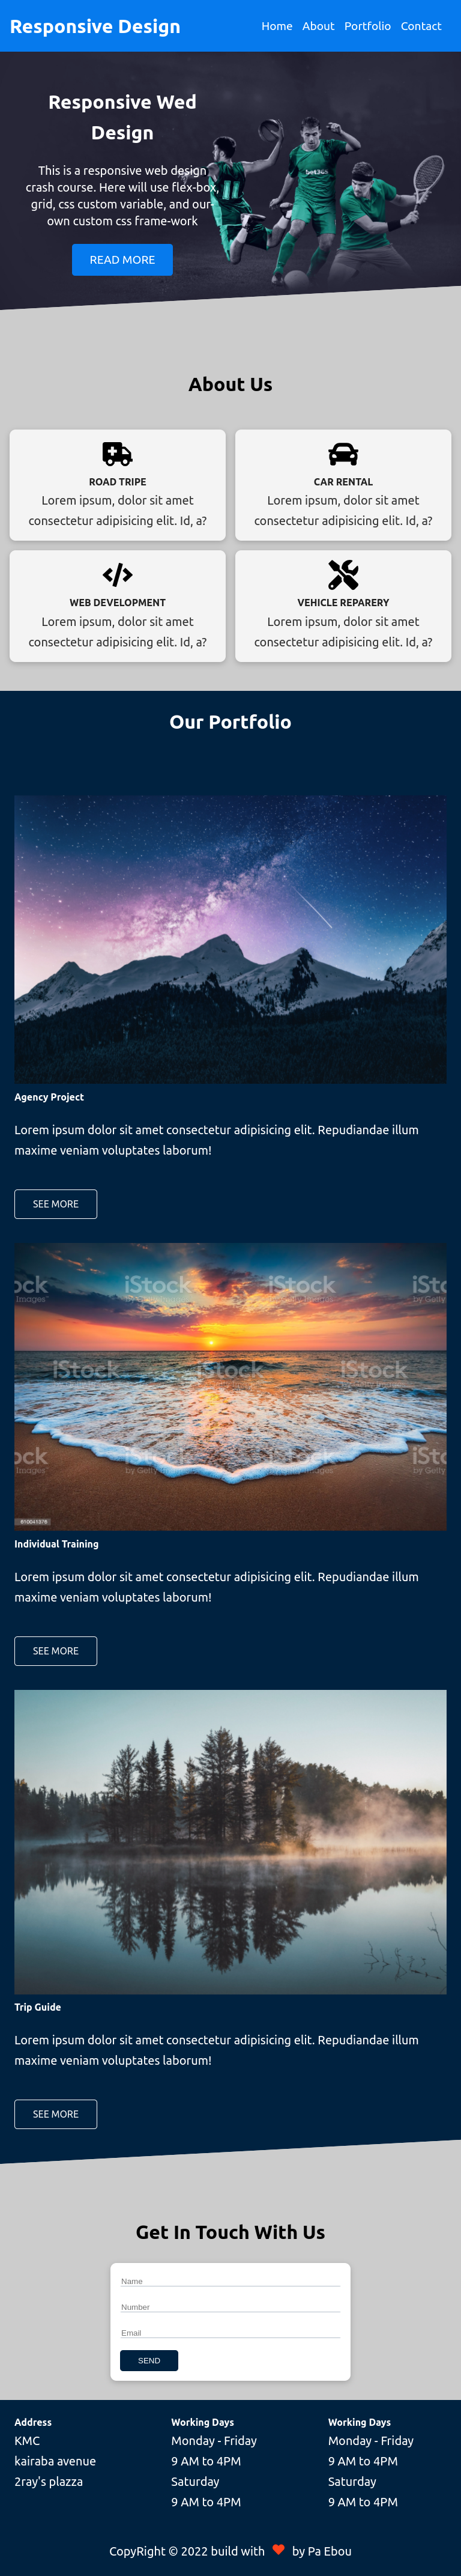 Responsive Design
Home About Portfolio Contact
Responsive Wed
Design
This is a responsive web design
crash course. Here will use flex-box,
grid, css custom variable, and our
own custom css frame-work
READ MORE
About Us
ROAD TRIPE
Lorem ipsum, dolor sit amet
consectetur adipisicing elit. Id, a?
CAR RENTAL
Lorem ipsum, dolor sit amet
consectetur adipisicing elit. Id, a?
WEB DEVELOPMENT
Lorem ipsum, dolor sit amet
consectetur adipisicing elit. Id, a?
VEHICLE REPARERY
Lorem ipsum, dolor sit amet
consectetur adipisicing elit. Id, a?
Our Portfolio
Agency Project
Lorem ipsum dolor sit amet consectetur adipisicing elit. Repudiandae illum
maxime veniam voluptates laborum!
SEE MORE
iStock
iStock
iStock
iStock
iStock
iStock
Individual Training
Lorem ipsum dolor sit amet consectetur adipisicing elit. Repudiandae illum
maxime veniam voluptates laborum!
SEE MORE
Trip Guide
Lorem ipsum dolor sit amet consectetur adipisicing elit. Repudiandae illum
maxime veniam voluptates laborum!
SEE MORE
Get In Touch With Us
Name
Number
Email
SEND
Address
KMC
kairaba avenue
2ray's plazza
Working Days
Monday - Friday
9 AM to 4PM
Saturday
9 AM to 4PM
Working Days
Monday - Friday
9 AM to 4PM
Saturday
9 AM to 4PM
CopyRight © 2022 build with ❤ by Pa Ebou